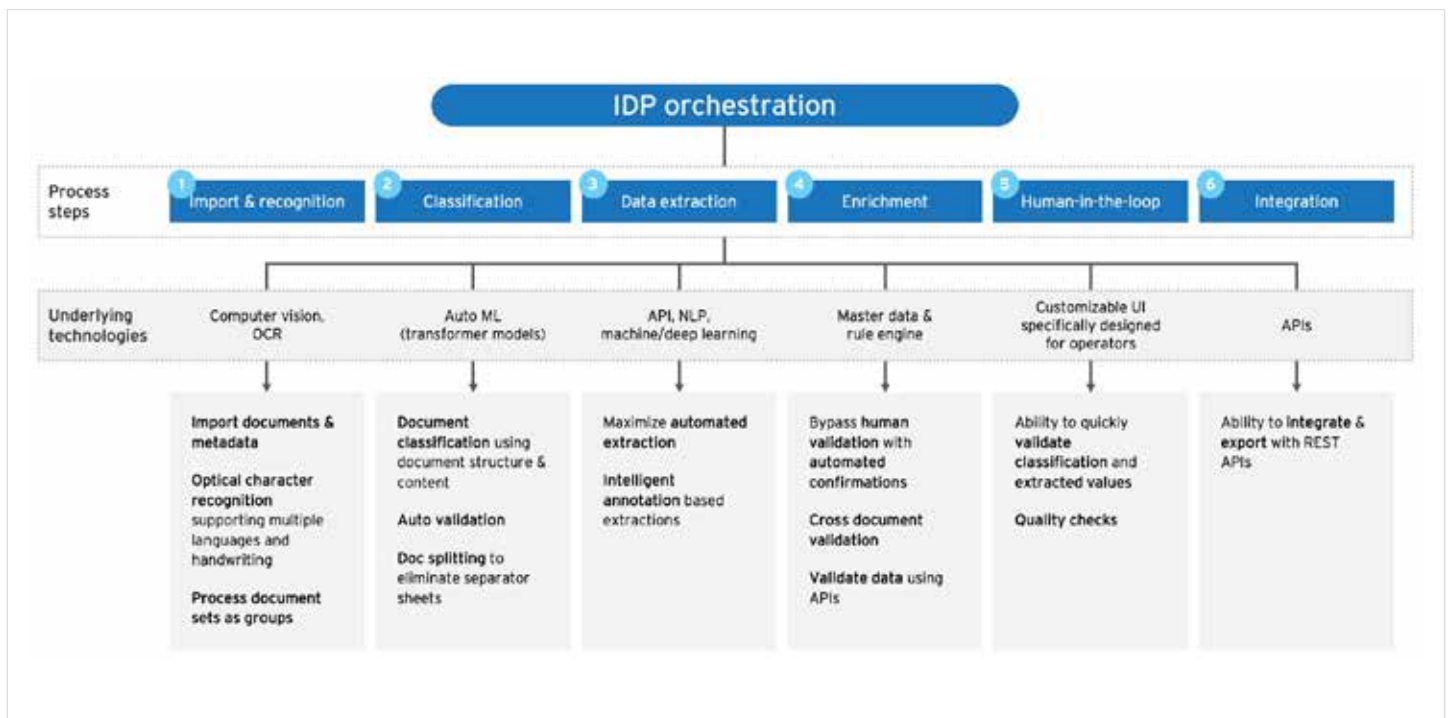 IDP orchestration
Process
steps
1
Import & recognition
2
Classification
3
Data extraction
4
Enrichment
5
Human-in-the-loop
6
Integration
Underlying
technologies
Computer vision,
OCR
Auto ML
(transformer models)
API, NLP,
machine/deep learning
Master data &
rule engine
Customizable UI
specifically designed
for operators
APIs
Import documents &
metadata
Optical character
recognition
supporting multiple
languages and
handwriting
Process document
sets as groups
Document
classification using
document structure &
content
Auto validation
Doc splitting to
eliminate separator
sheets
Maximize automated
extraction
Intelligent
annotation based
extractions
Bypass human
validation with
automated
confirmations
Cross document
validation
Validate data using
APIs
Ability to quickly
validate
classification and
extracted values
Quality checks
Ability to integrate &
export with REST
APIs